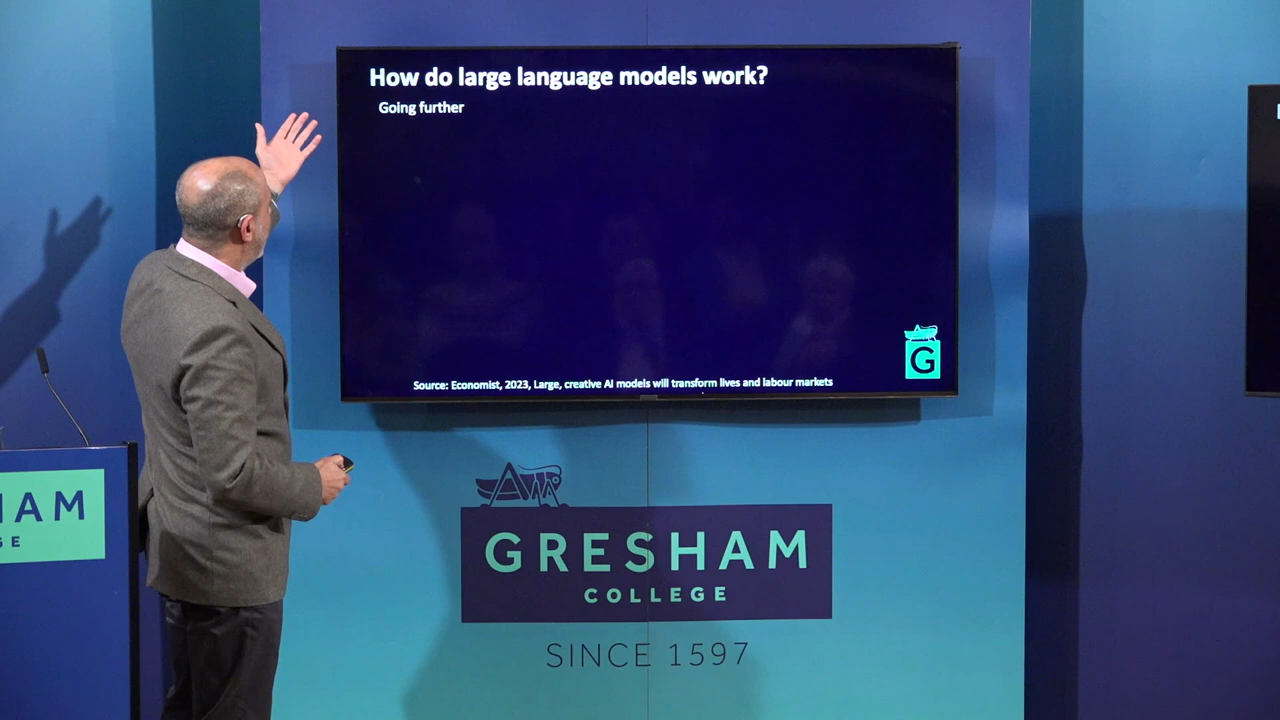 How do large language models work?
Going further
G
Source: Economist, 2023, Large, creative AI models will transform lives and labour markets
GRESHAM
COLLEGE
SINCE 1597
HAM
GE